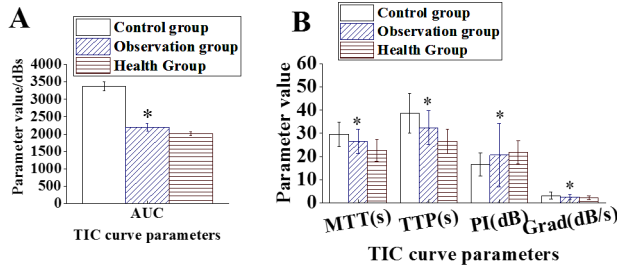 A
Control group
Observation group
Health Group
Parameter value/dBs
4000
3500
3000
2500
2000
1500
1000
500
0
*
AUC
TIC curve parameters
B
Control group
Observation group
Health Group
Parameter value
60
50
40
30
20
10
0
* * * *
MTT(s) TTP(s) PI(dB) Grad(dB/s)
TIC curve parameters